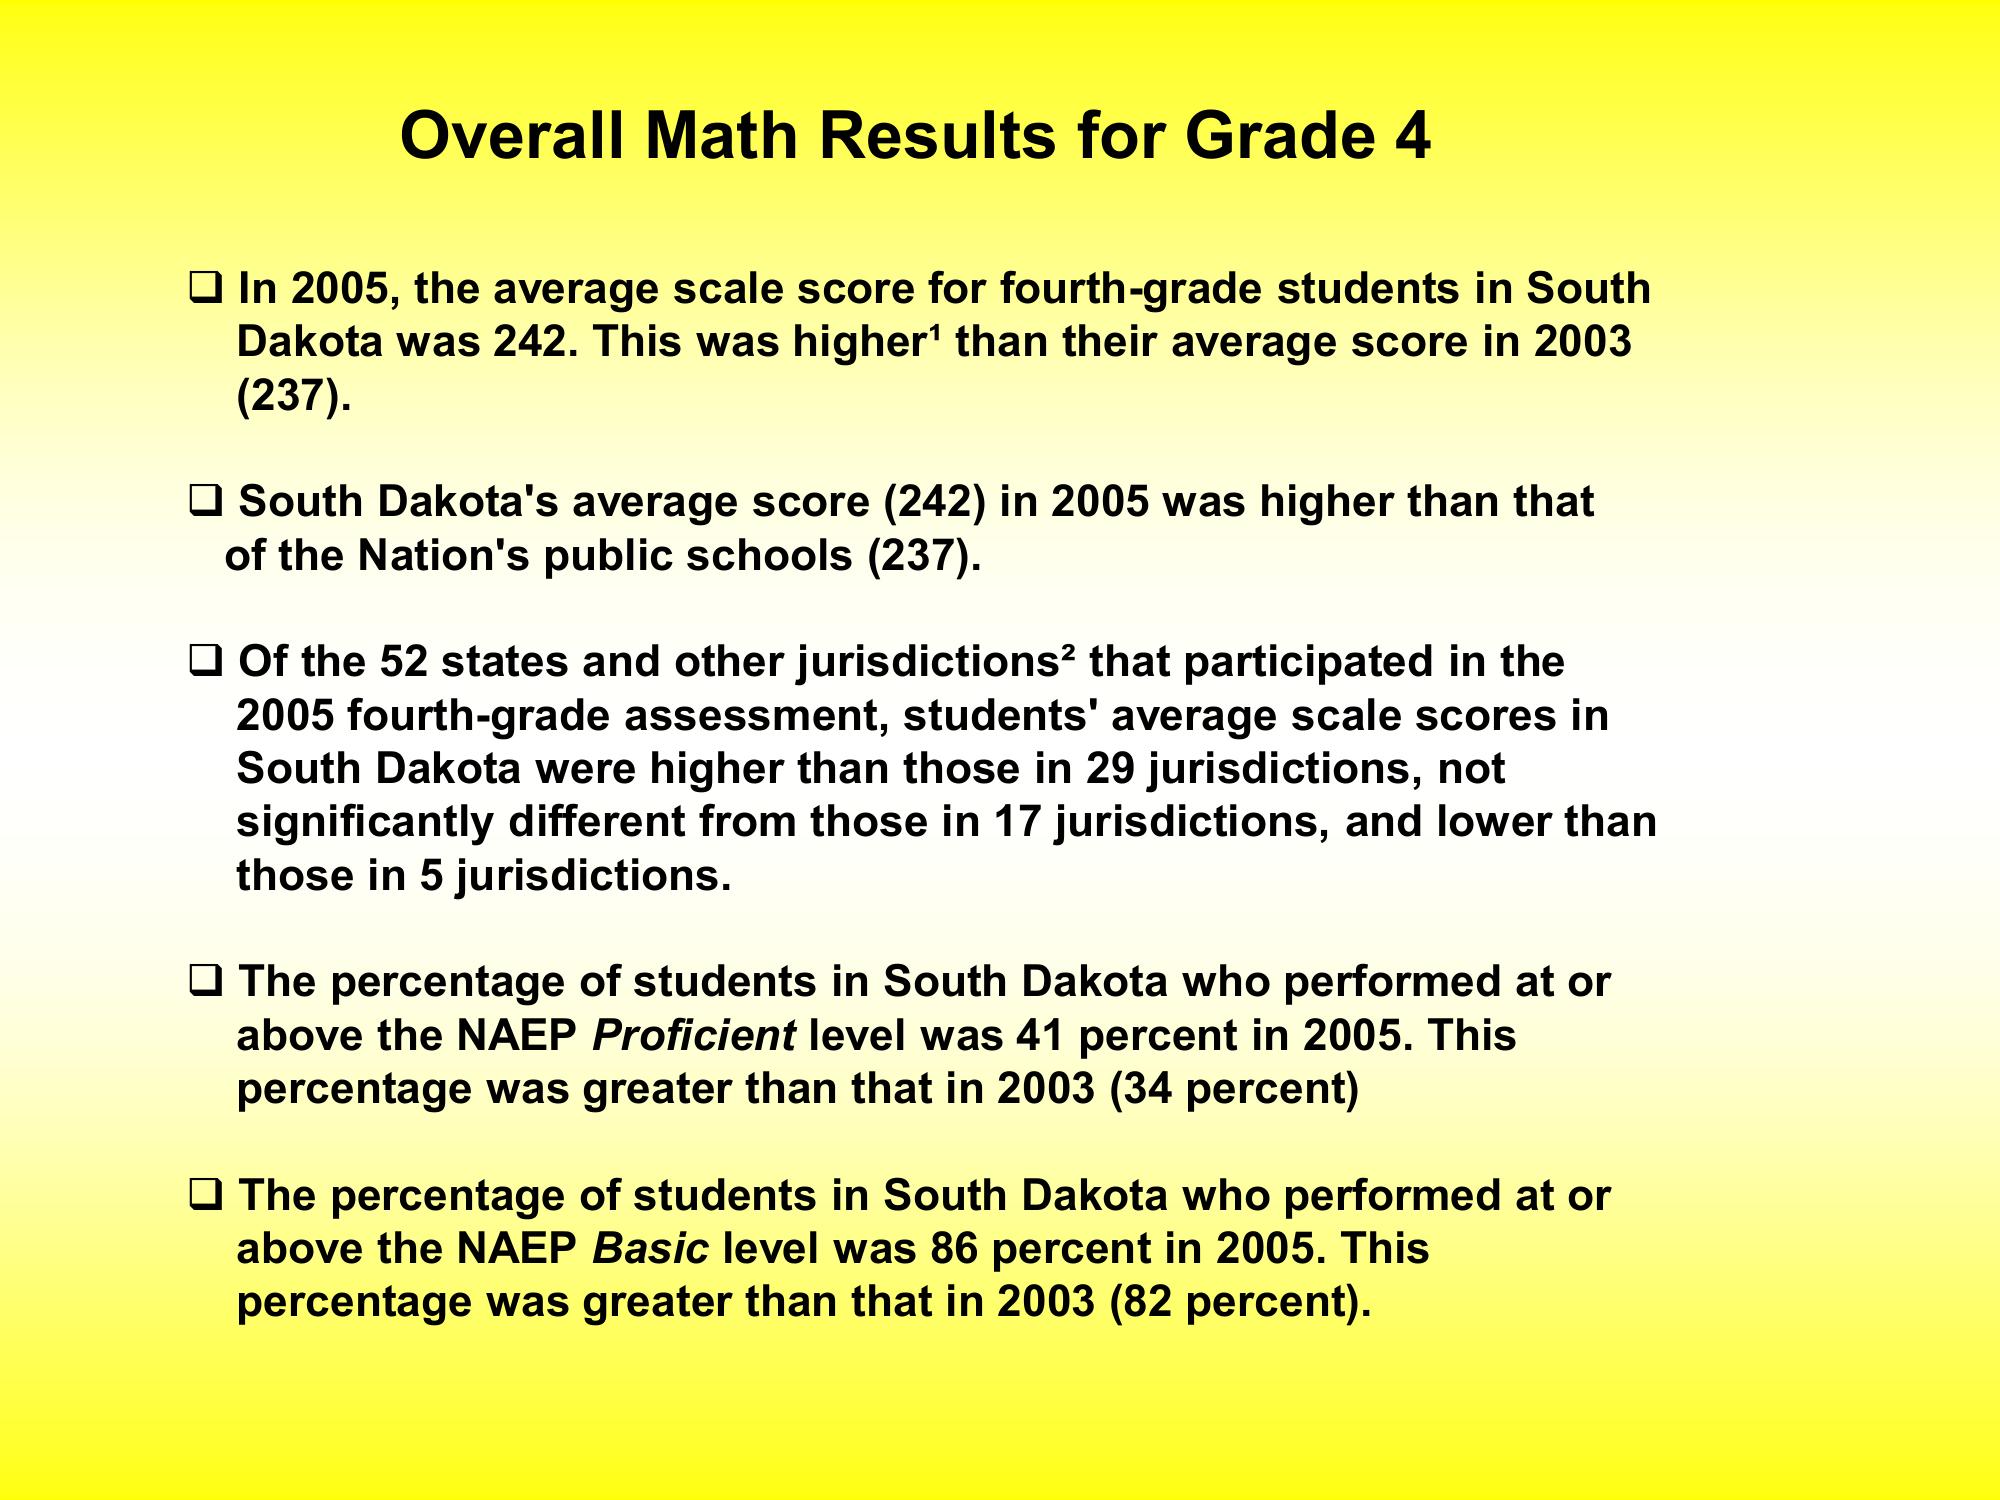 Overall Math Results for Grade 4
❑ In 2005, the average scale score for fourth-grade students in South
Dakota was 242. This was higher¹ than their average score in 2003
(237).
❑ South Dakota's average score (242) in 2005 was higher than that
of the Nation's public schools (237).
❑ Of the 52 states and other jurisdictions² that participated in the
2005 fourth-grade assessment, students' average scale scores in
South Dakota were higher than those in 29 jurisdictions, not
significantly different from those in 17 jurisdictions, and lower than
those in 5 jurisdictions.
❑ The percentage of students in South Dakota who performed at or
above the NAEP Proficient level was 41 percent in 2005. This
percentage was greater than that in 2003 (34 percent)
❑ The percentage of students in South Dakota who performed at or
above the NAEP Basic level was 86 percent in 2005. This
percentage was greater than that in 2003 (82 percent).